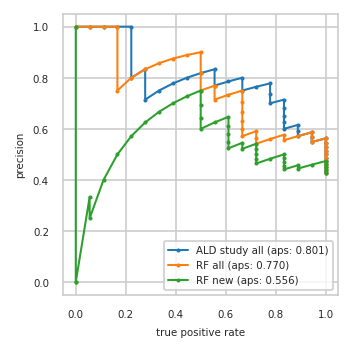 precision
1.0
0.8
0.6
0.4
0.2
0.0
ALD study all (aps: 0.801)
RF all (aps: 0.770)
RF new (aps: 0.556)
0.0 0.2 0.4 0.6 0.8 1.0
true positive rate